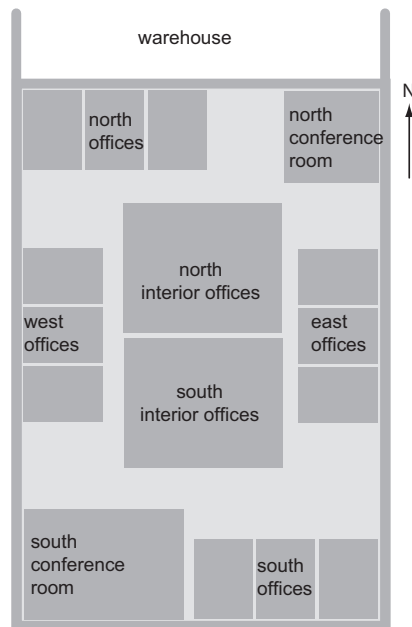 warehouse
N
north
offices
north
conference
room
north
interior offices
west
offices
east
offices
south
interior offices
south
conference
room
south
offices